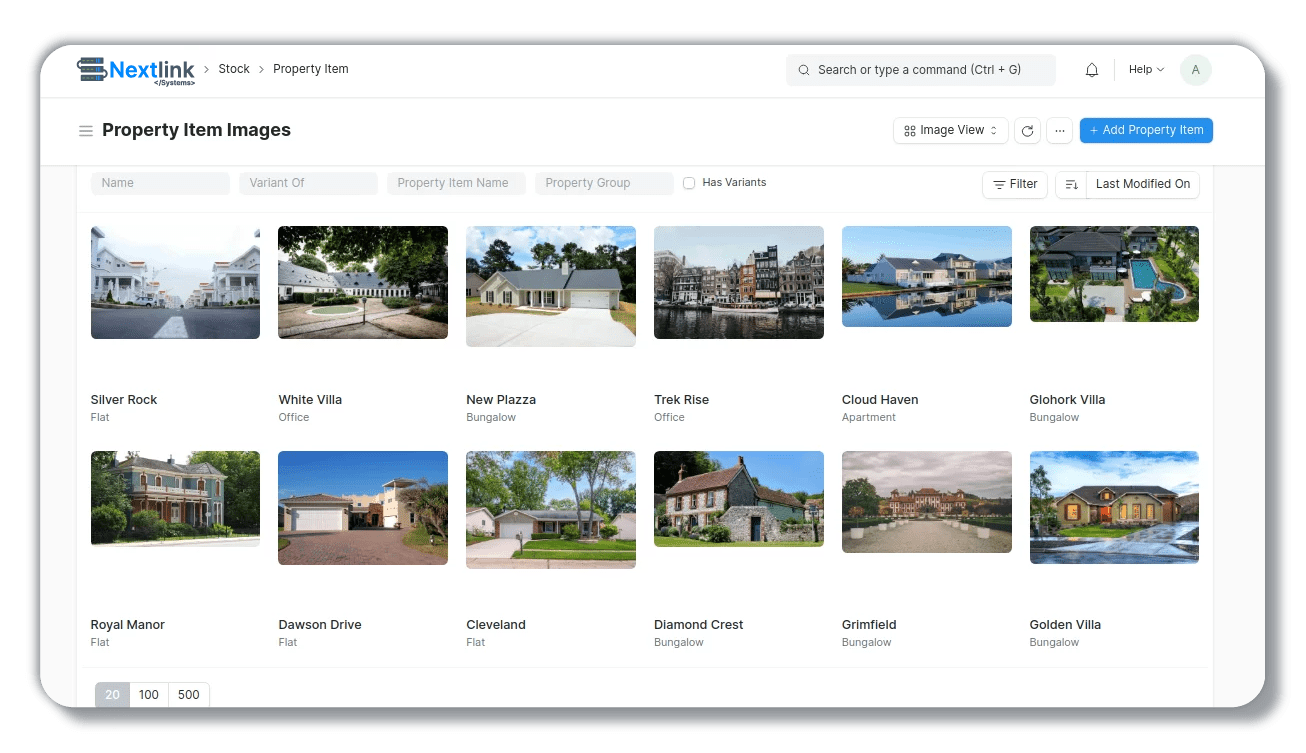 Nextlink
</Systems>
Stock
Property Item
Search or type a command (Ctrl + G)
Help
A
Property Item Images
Image View
+ Add Property Item
Name
Variant Of
Property Item Name
Property Group
Has Variants
Filter
Last Modified On
Silver Rock
Flat
White Villa
Office
New Plazza
Bungalow
Trek Rise
Office
Cloud Haven
Apartment
Glohork Villa
Bungalow
Royal Manor
Flat
Dawson Drive
Flat
Cleveland
Flat
Diamond Crest
Bungalow
Grimfield
Bungalow
Golden Villa
Bungalow
20
100
500